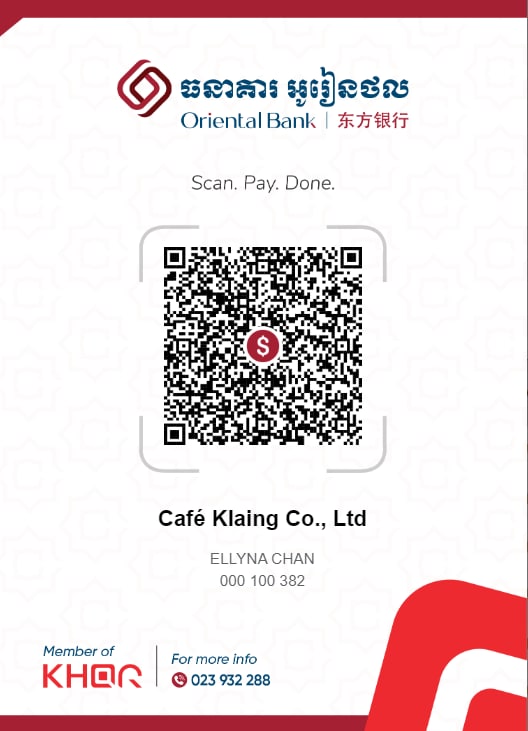 ធនាគារ អូរៀនថល
Oriental Bank | 东方银行
Scan. Pay. Done.
$
Café Klaing Co., Ltd
ELLYNA CHAN
000 100 382
Member of
KHQR
For more info
023 932 288